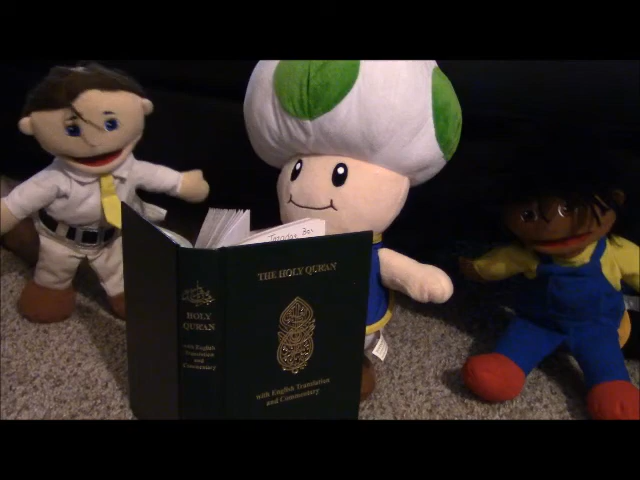 HOLY
QUR'AN
with English
Translation
and
Commentary
THE HOLY QUR'AN
with English Translation
and Commentary